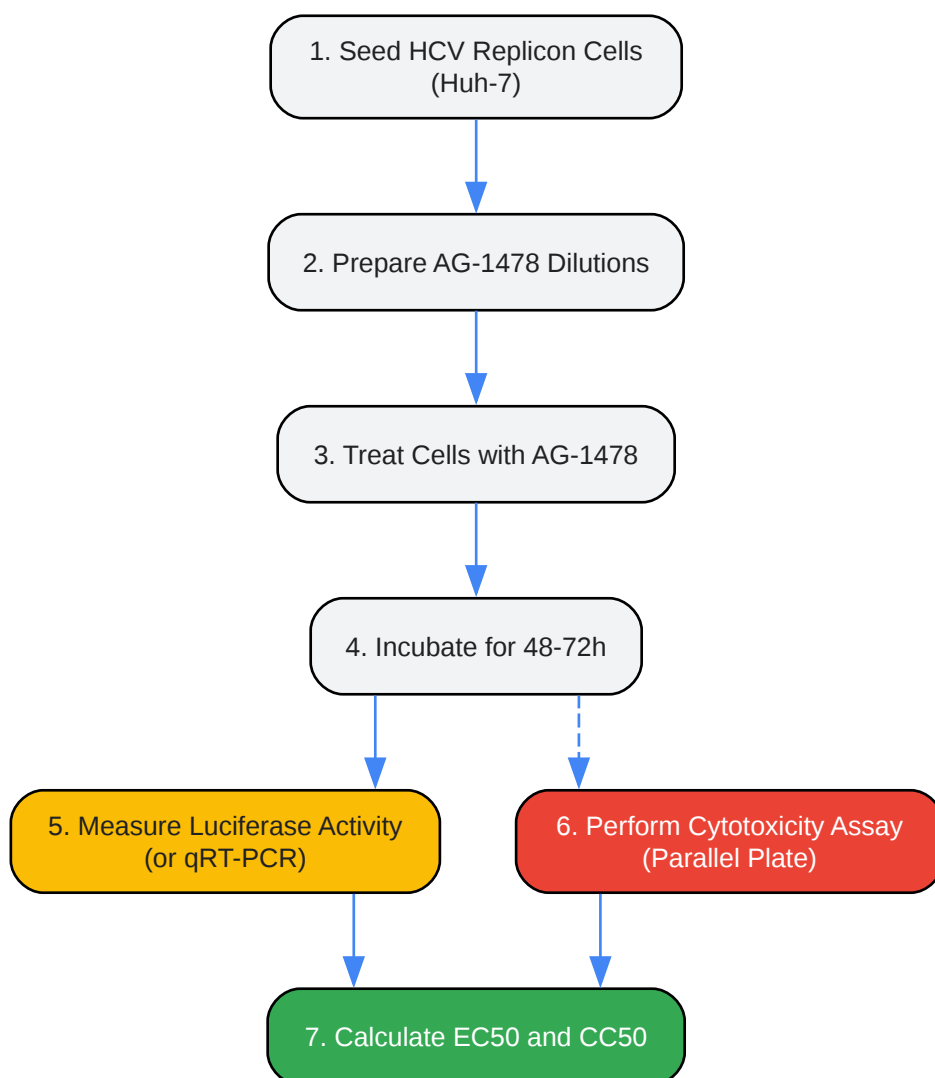 1. Seed HCV Replicon Cells
(Huh-7)
2. Prepare AG-1478 Dilutions
3. Treat Cells with AG-1478
4. Incubate for 48-72h
5. Measure Luciferase Activity
(or qRT-PCR)
6. Perform Cytotoxicity Assay
(Parallel Plate)
7. Calculate EC50 and CC50